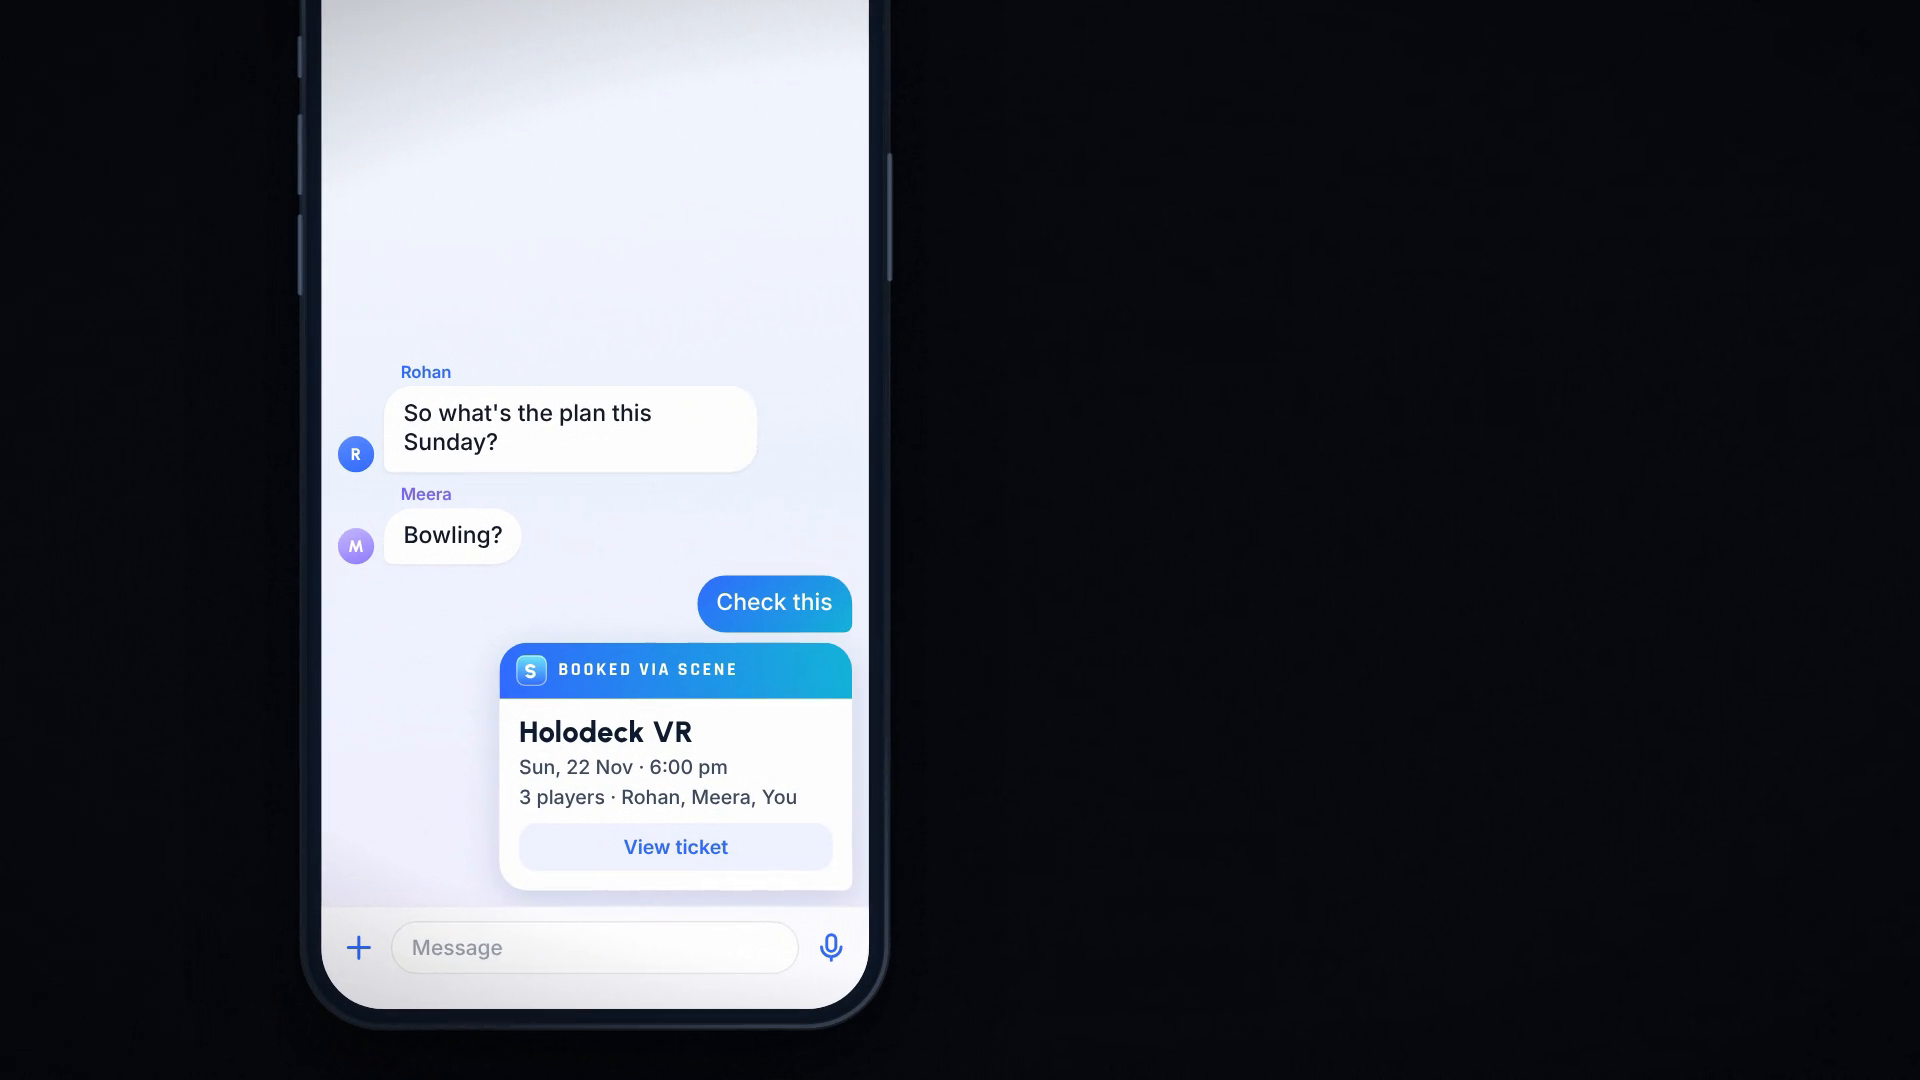 Rohan
So what's the plan this
Sunday?
R
Meera
Bowling?
M
Check this
S BOOKED VIA SCENE
Holodeck VR
Sun, 22 Nov · 6:00 pm
3 players · Rohan, Meera, You
View ticket
Message